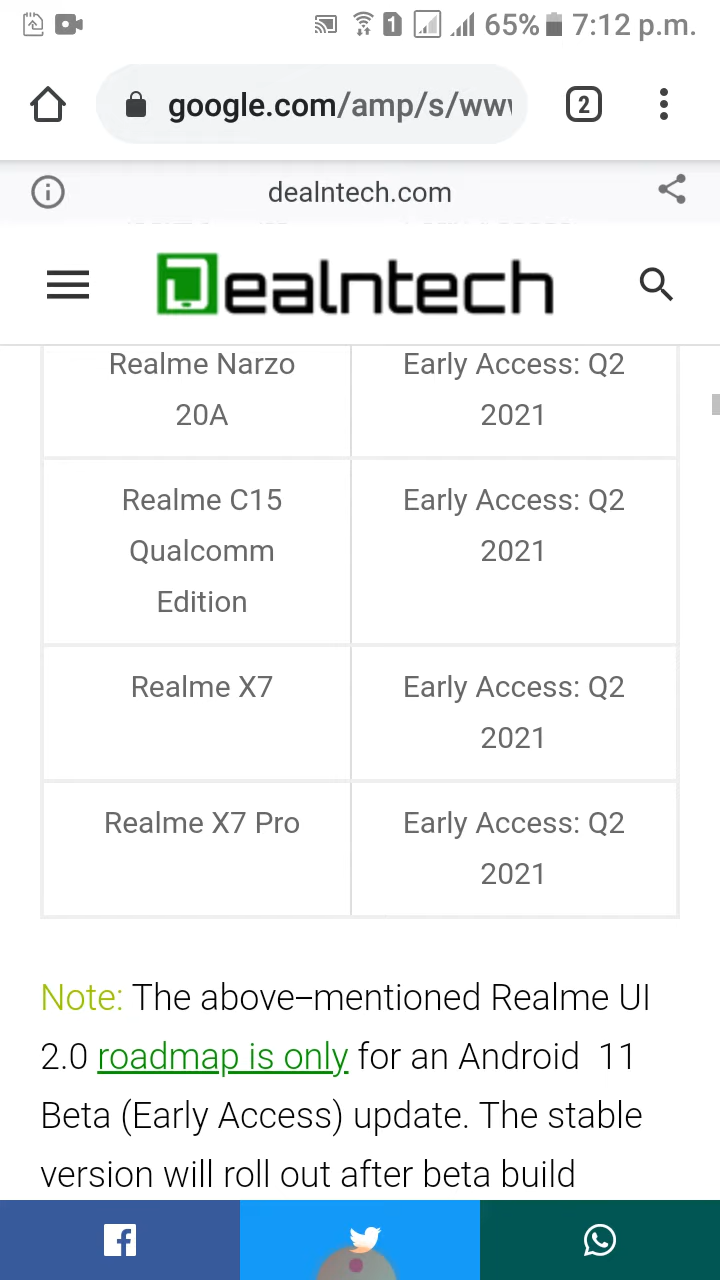 1 65% 7:12 p.m.
google.com/amp/s/www
2
dealntech.com
Dealntech
Realme Narzo 20A
Early Access: Q2 2021
Realme C15 Qualcomm Edition
Early Access: Q2 2021
Realme X7
Early Access: Q2 2021
Realme X7 Pro
Early Access: Q2 2021
Note: The above–mentioned Realme UI
2.0 roadmap is only for an Android 11
Beta (Early Access) update. The stable
version will roll out after beta build